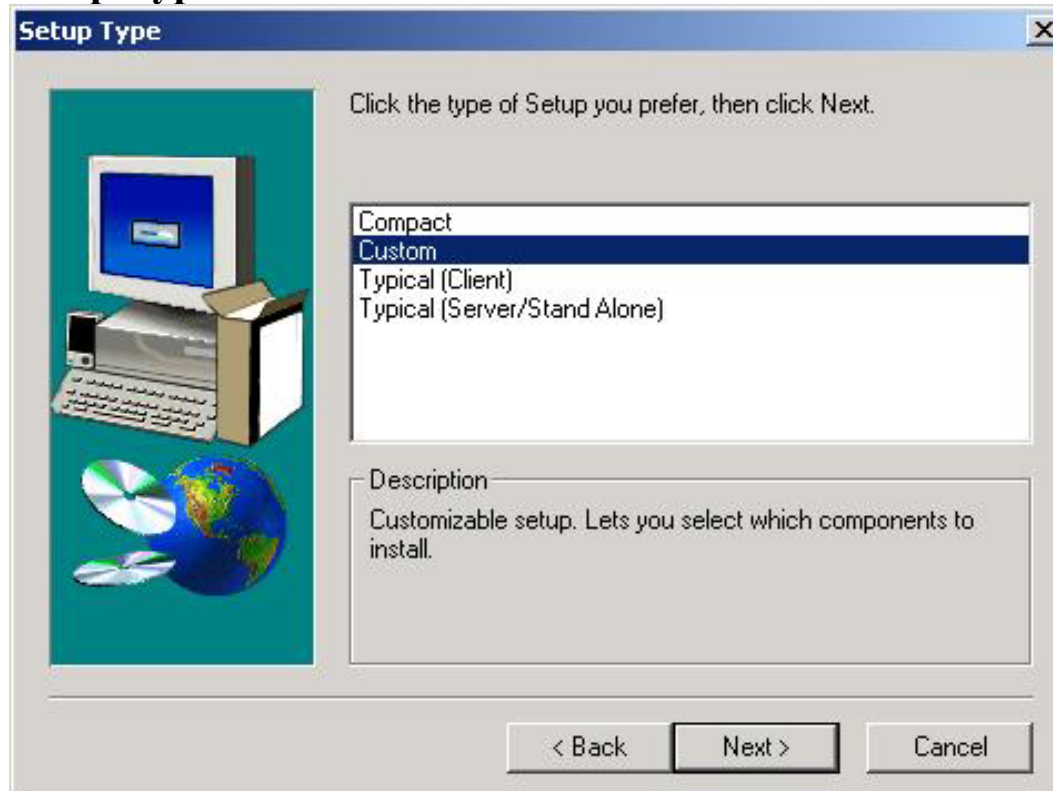 Setup Type
Click the type of Setup you prefer, then click Next.
Compact
Custom
Typical (Client)
Typical (Server/Stand Alone)
Description
Customizable setup. Lets you select which components to
install.
< Back Next > Cancel